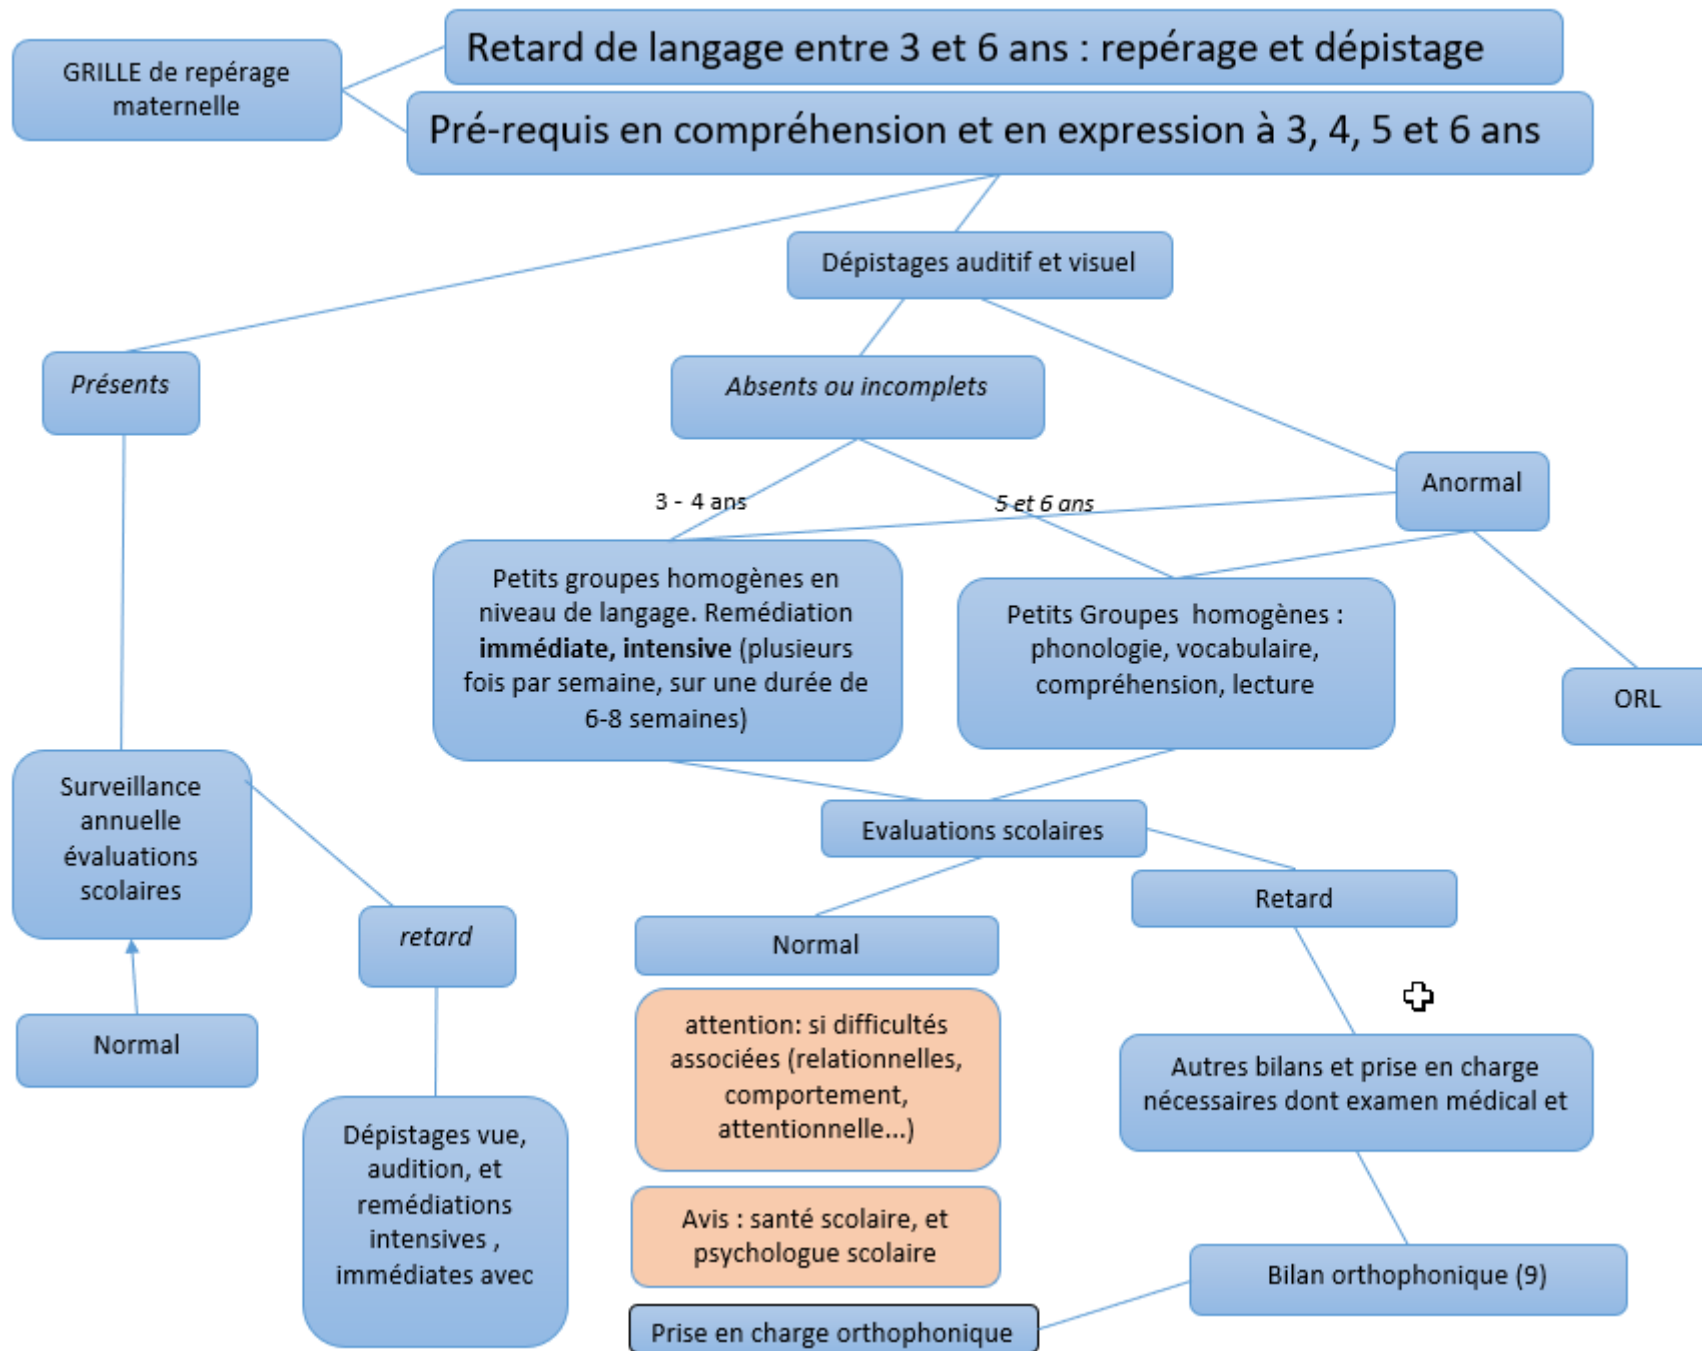 GRILLE de repérage
maternelle
Retard de langage entre 3 et 6 ans : repérage et dépistage
Pré-requis en compréhension et en expression à 3, 4, 5 et 6 ans
Dépistages auditif et visuel
Présents
Absents ou incomplets
Anormal
3 - 4 ans
5 et 6 ans
Petits groupes homogènes en
niveau de langage. Remédiation
immédiate, intensive (plusieurs
fois par semaine, sur une durée de
6-8 semaines)
Petits Groupes homogènes :
phonologie, vocabulaire,
compréhension, lecture
ORL
Surveillance
annuelle
évaluations
scolaires
Evaluations scolaires
retard
Normal
Retard
Normal
attention: si difficultés
associées (relationnelles,
comportement,
attentionnelle...)
Autres bilans et prise en charge
nécessaires dont examen médical et
Dépistages vue,
audition, et
remédiations
intensives ,
immédiates avec
Avis : santé scolaire, et
psychologue scolaire
Bilan orthophonique (9)
Prise en charge orthophonique